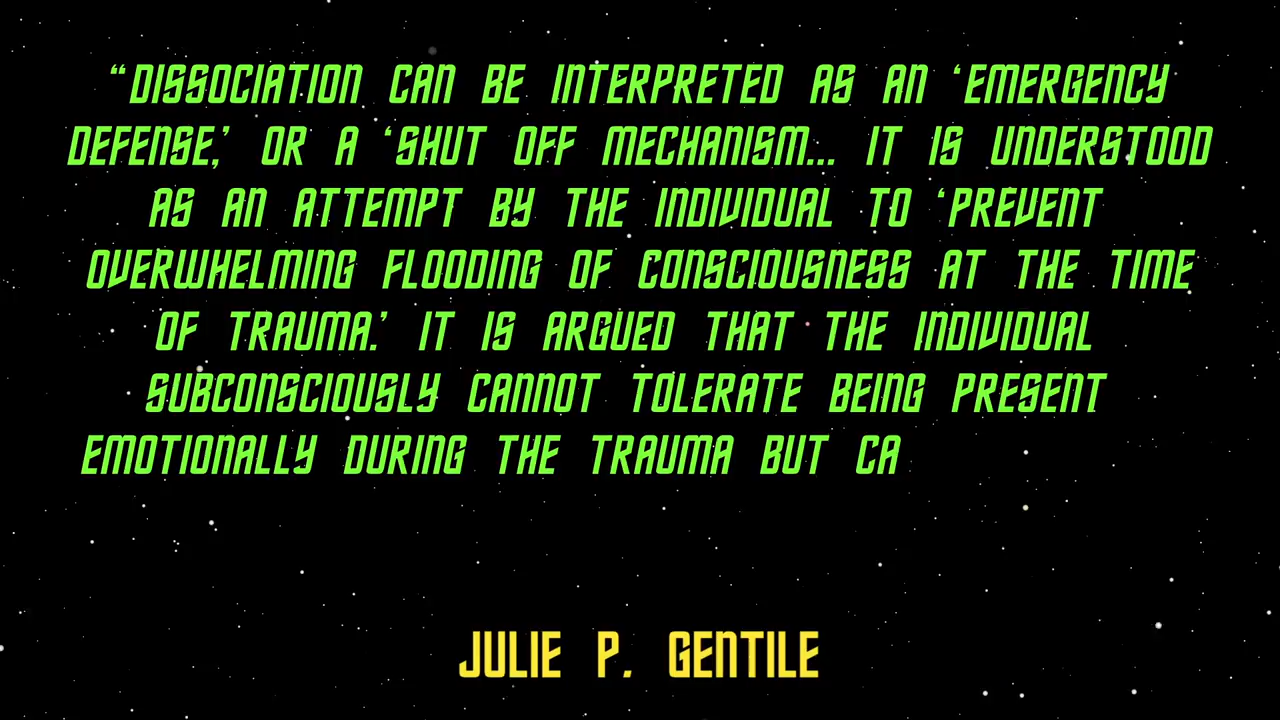 “DISSOCIATION CAN BE INTERPRETED AS AN ‘EMERGENCY
DEFENSE,’ OR A ‘SHUT OFF MECHANISM... IT IS UNDERSTOOD
AS AN ATTEMPT BY THE INDIVIDUAL TO ‘PREVENT
OVERWHELMING FLOODING OF CONSCIOUSNESS AT THE TIME
OF TRAUMA.’ IT IS ARGUED THAT THE INDIVIDUAL
SUBCONSCIOUSLY CANNOT TOLERATE BEING PRESENT
EMOTIONALLY DURING THE TRAUMA BUT CA
JULIE P. GENTILE